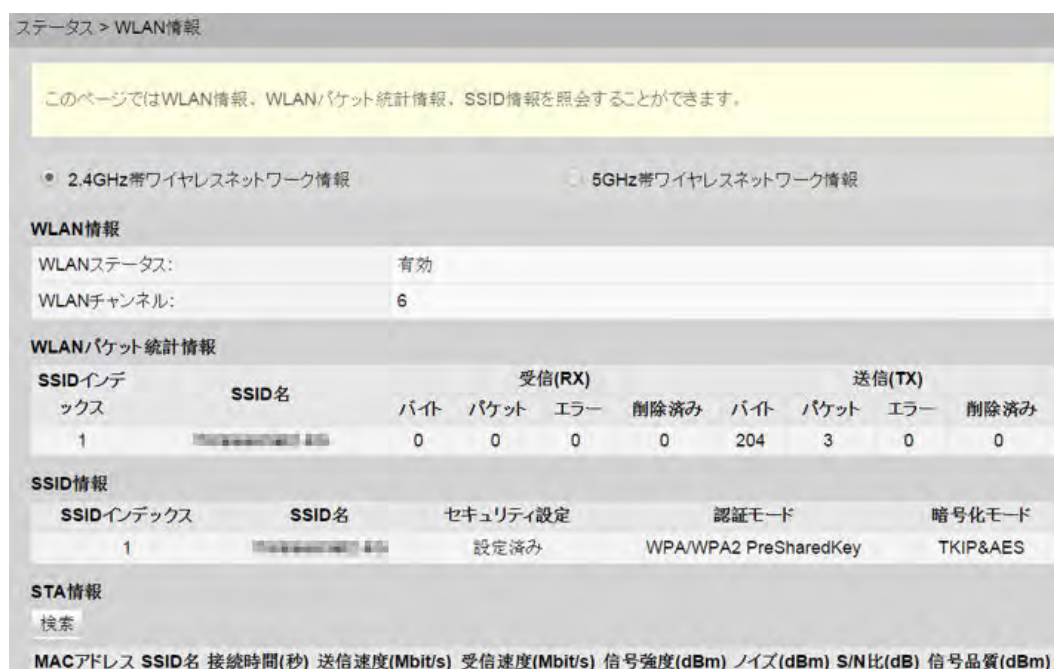 ステータス > WLAN情報
このページではWLAN情報、WLANパケット統計情報、SSID情報を照会することができます。
2.4GHz帯ワイヤレスネットワーク情報 5GHz帯ワイヤレスネットワーク情報
WLAN情報
WLANステータス: 有効
WLANチャンネル: 6
WLANパケット統計情報
SSIDインデックス SSID名 受信(RX) 送信(TX)
バイト パケット エラー 削除済み バイト パケット エラー 削除済み
1 0 0 0 0 204 3 0 0
SSID情報
SSIDインデックス SSID名 セキュリティ設定 認証モード 暗号化モード
1 設定済み WPA/WPA2 PreSharedKey TKIP&AES
STA情報
検索
MACアドレス SSID名 接続時間(秒) 送信速度(Mbit/s) 受信速度(Mbit/s) 信号強度(dBm) ノイズ(dBm) S/N比(dB) 信号品質(dBm)